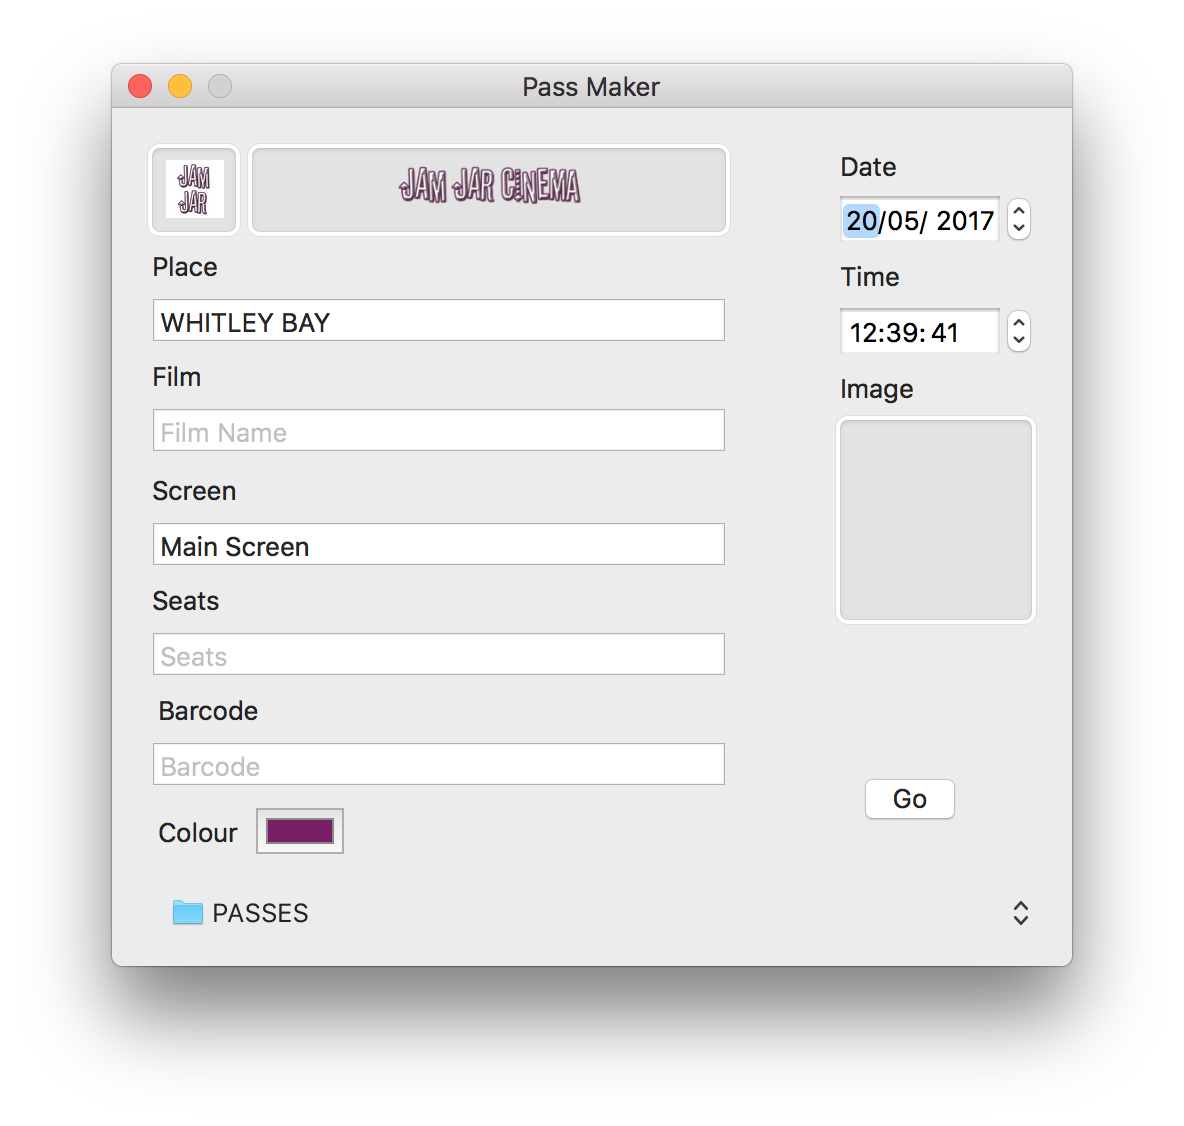 Pass Maker
JAM
JAR
JAM JAR CINEMA
Place
WHITLEY BAY
Film
Film Name
Screen
Main Screen
Seats
Seats
Barcode
Barcode
Colour
PASSES
Date
20/05/ 2017
Time
12:39: 41
Image
Go